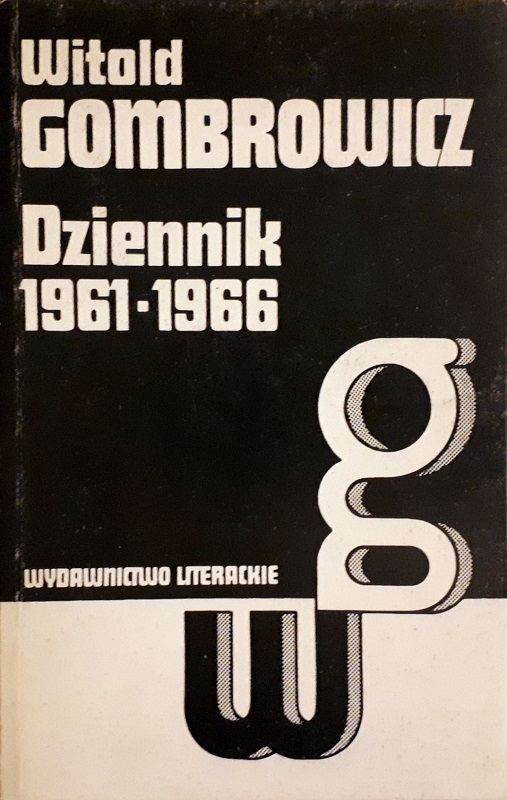 Witold
GOMBROWICZ
Dziennik
1961·1966
WYDAWNICTWO LITERACKIE
g
w